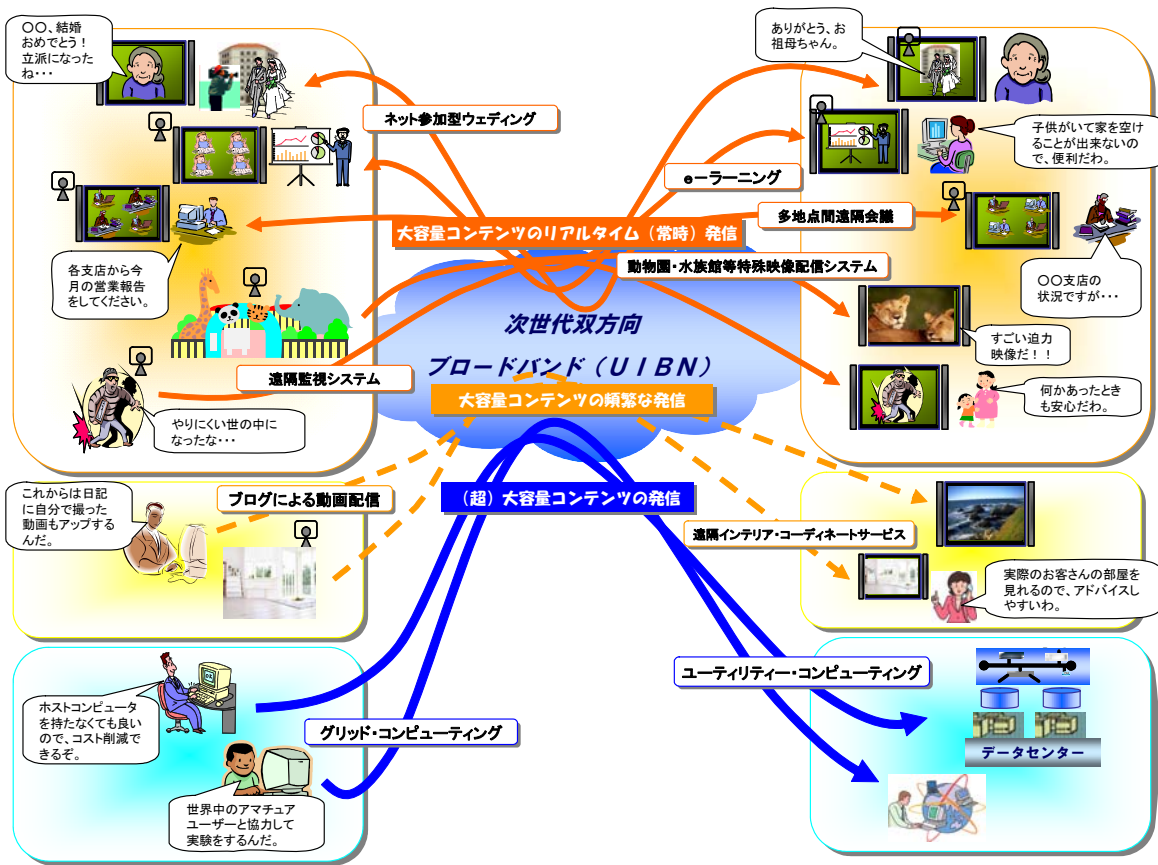 〇〇、結婚
おめでとう！
立派になった
ね・・・
ありがとう、お
祖母ちゃん。
ネット参加型ウェディング
子供がいて家を空け
ることが出来ないの
で、便利だわ。
e－ラーニング
多地点間遠隔会議
大容量コンテンツのリアルタイム（常時）発信
動物園・水族館等特殊映像配信システム
各支店から今
月の営業報告
をしてください。
〇〇支店の
状況ですが・・・
次世代双方向
ブロードバンド（ＵＩＢＮ）
すごい迫力
映像だ！！
遠隔監視システム
大容量コンテンツの頻繁な発信
何かあったとき
も安心だわ。
やりにくい世の中に
なったな・・・
これからは日記
に自分で撮った
動画もアップする
んだ。
ブログによる動画配信
（超）大容量コンテンツの発信
遠隔インテリア・コーディネートサービス
実際のお客さんの部屋を
見れるので、アドバイスし
やすいわ。
ユーティリティー・コンピューティング
ホストコンピュータ
を持たなくても良い
ので、コスト削減で
きるぞ。
グリッド・コンピューティング
データセンター
世界中のアマチュア
ユーザーと協力して
実験をするんだ。